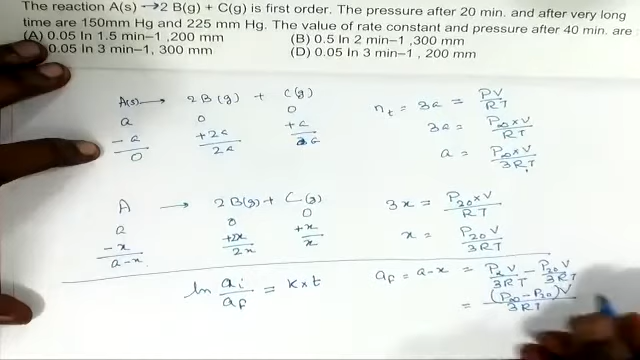 The reaction A(s) →2 B(g) + C(g) is first order. The pressure after 20 min. and after very long
time are 150mm Hg and 225 mm Hg. The value of rate constant and pressure after 40 min. are :
(A) 0.05 ln 1.5 min–1 ,200 mm (B) 0.5 ln 2 min–1 ,300 mm
0.05 ln 3 min–1, 300 mm (D) 0.05 ln 3 min–1 , 200 mm
A(s) → 2B(g) + C(g)
a 0 0
-a +2a +a
0 2a a
n_t = 3a = PV/RT
3a = P∞×V/RT
a = P∞×V/3RT
A → 2B(g) + C(g)
a 0 0
-x +2x +x
a-x 2x x
3x = P20×V/RT
x = P20V/3RT
ln ai/af = K×t
af = a-x = P∞V/3RT - P20V/3RT
= (P∞-P20)V/3RT